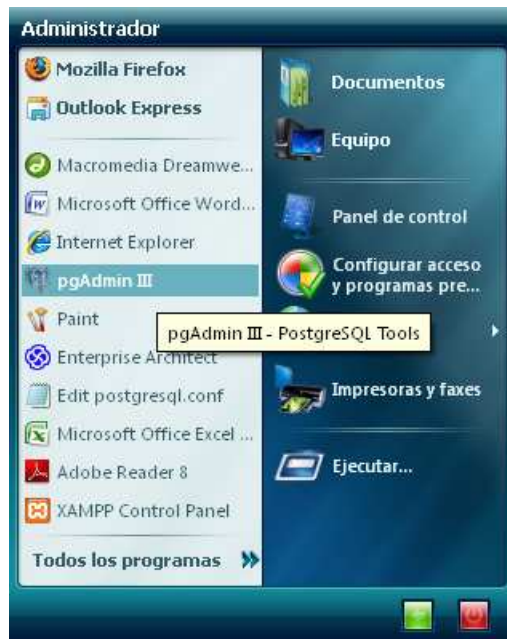 Administrador
Mozilla Firefox
Outlook Express
Macromedia Dreamwe...
Microsoft Office Word...
Internet Explorer
pgAdmin III
Paint
Enterprise Architect
Edit postgresql.conf
Microsoft Office Excel ...
Adobe Reader 8
XAMPP Control Panel
Todos los programas
Documentos
Equipo
Panel de control
Configurar acceso
y programas pre...
pgAdmin III - PostgreSQL Tools
Impresoras y faxes
Ejecutar...